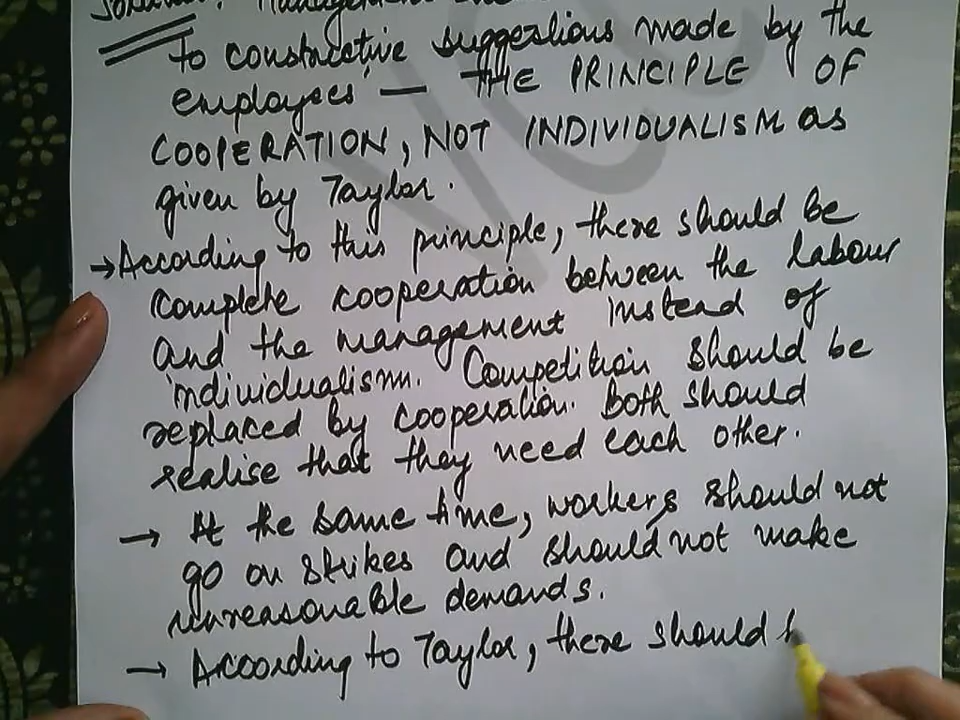 Solution: Management
to constructive suggestions made by the
employees — THE PRINCIPLE OF
COOPERATION, NOT INDIVIDUALISM as
given by Taylor.
→ According to this principle, there should be
complete cooperation between the labour
and the management instead of
individualism. Competition should be
replaced by cooperation. Both should
realise that they need each other.
→ At the same time, workers should not
go on strikes and should not make
unreasonable demands.
→ According to Taylor, there should